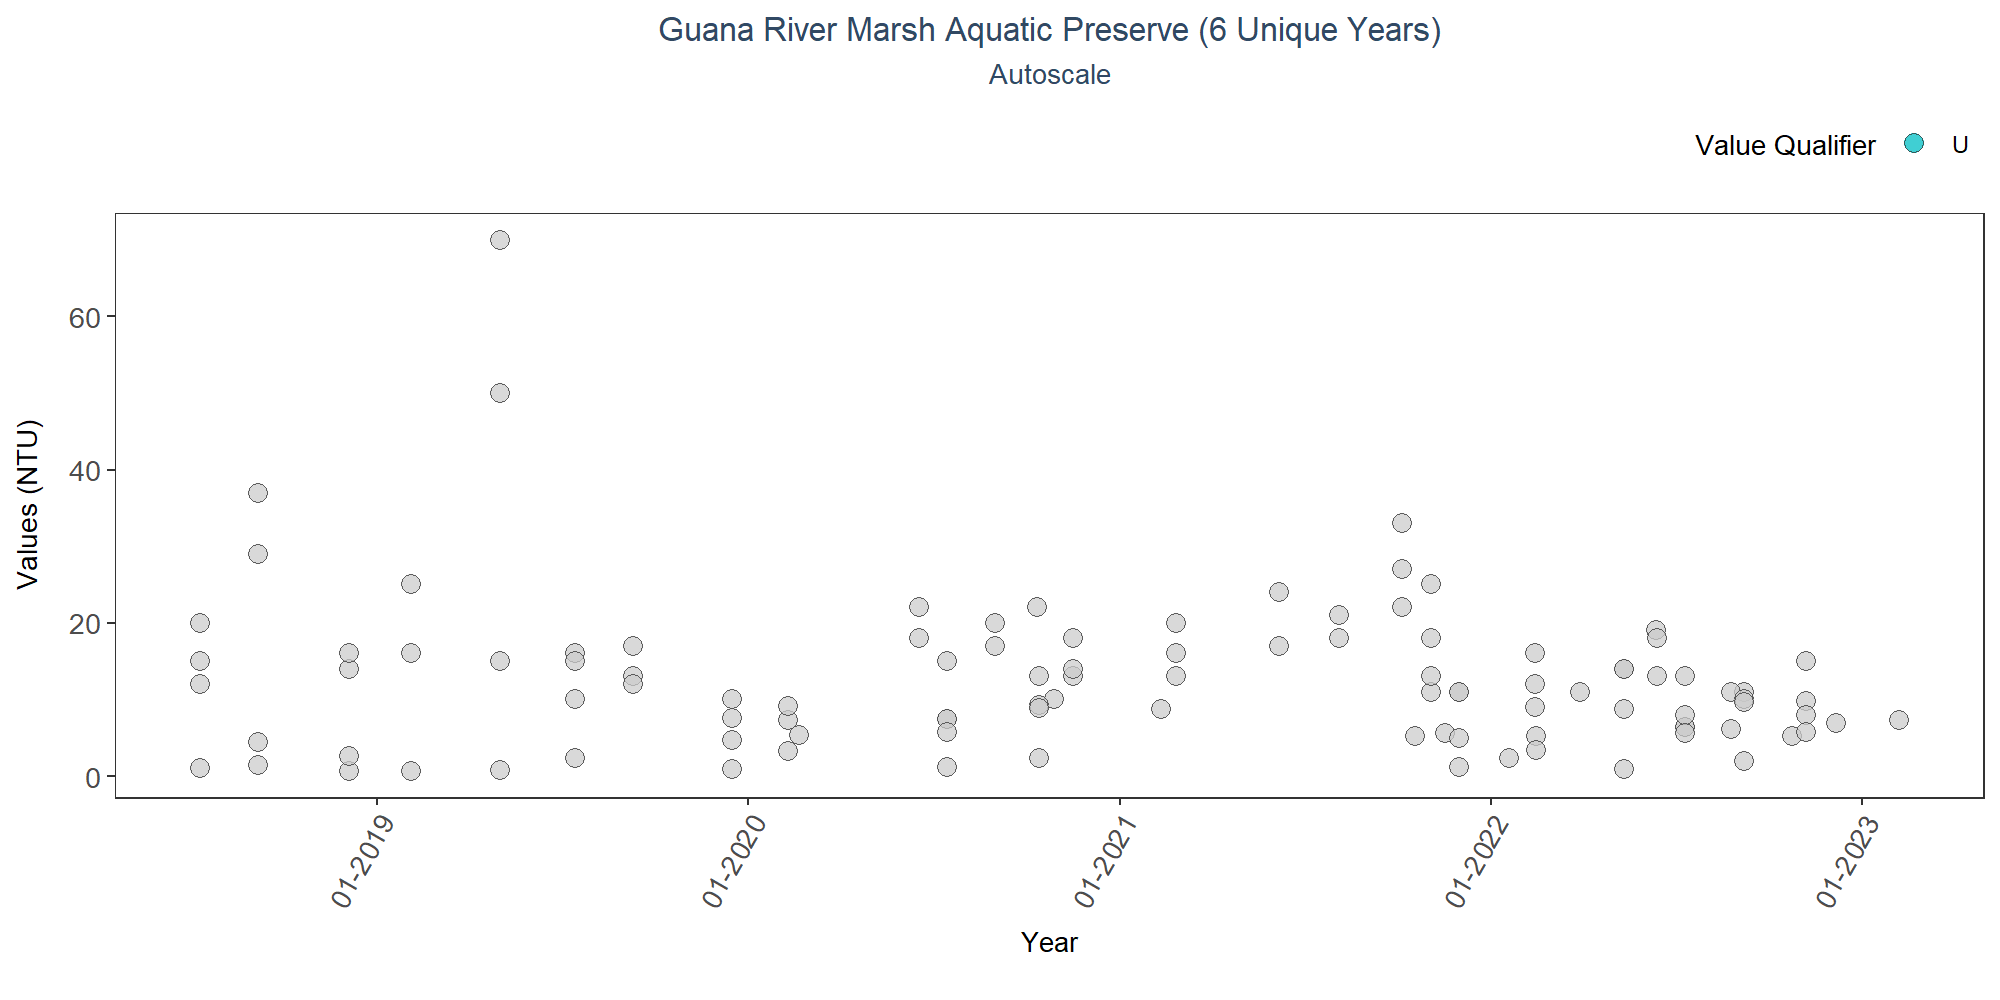 Guana River Marsh Aquatic Preserve (6 Unique Years)
Autoscale
Value Qualifier U
Values (NTU)
60
40
20
0
01-2019
01-2020
01-2021
01-2022
01-2023
Year